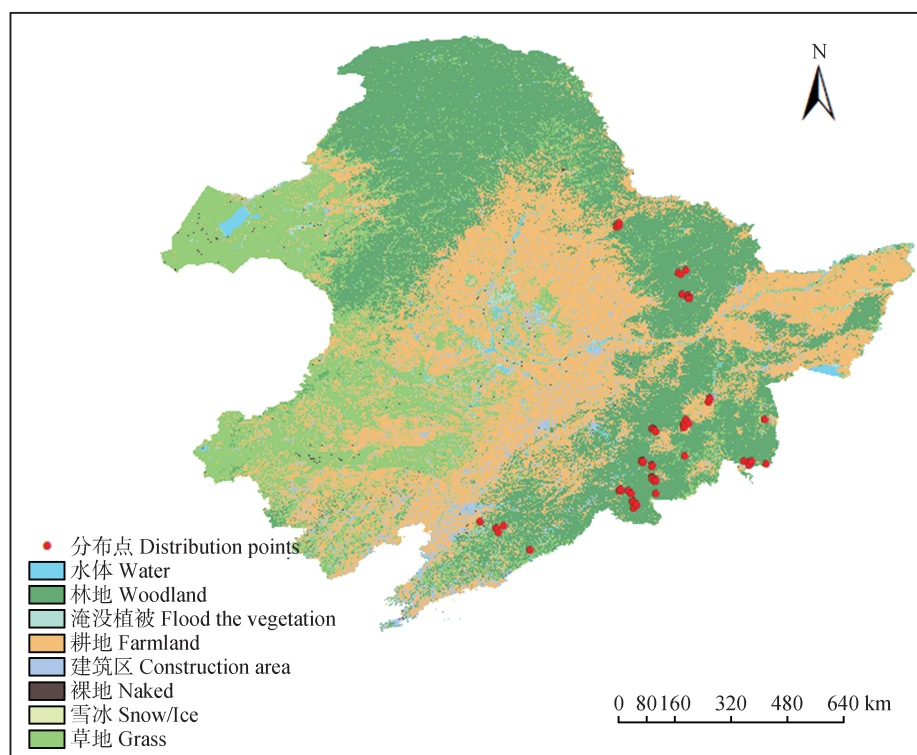 N
分布点 Distribution points
水体 Water
林地 Woodland
淹没植被 Flood the vegetation
耕地 Farmland
建筑区 Construction area
裸地 Naked
雪冰 Snow/Ice
草地 Grass
0 80 160 320 480 640 km